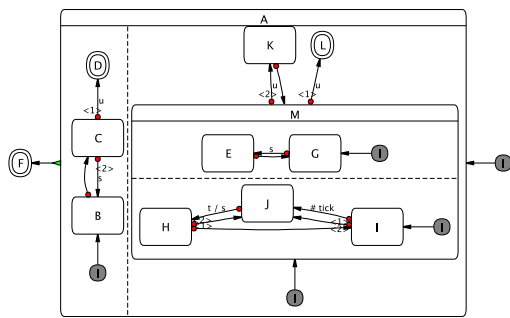 A
K
L
D
u
u
u
<2>
<1>
<1>
M
C
s
E
G
I
F
I
<2>
s
t / s
J
# tick
B
H
<2>
<1>
<1>
<2>
I
I
I
I